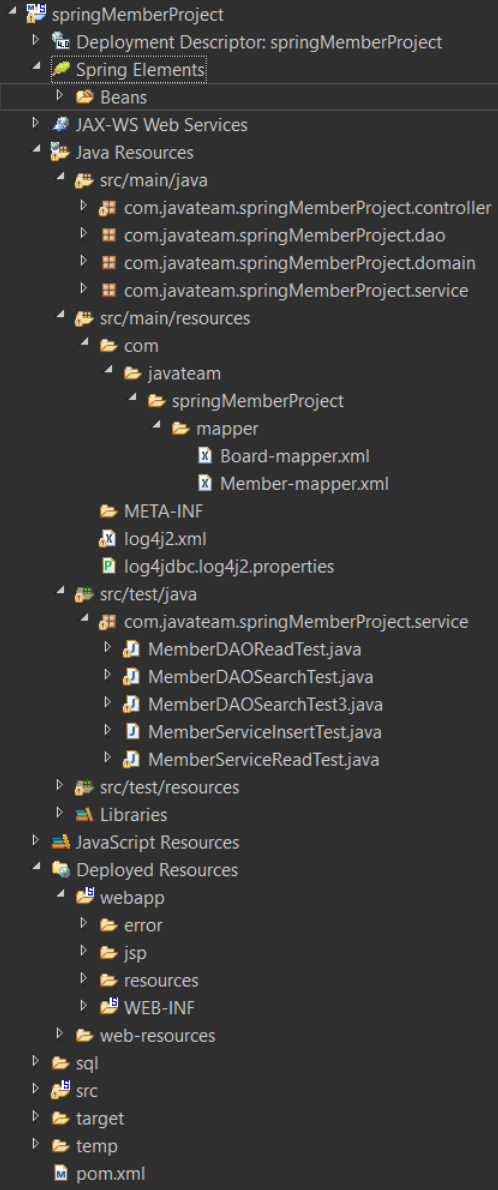 springMemberProject
Deployment Descriptor: springMemberProject
Spring Elements
Beans
JAX-WS Web Services
Java Resources
src/main/java
com.javateam.springMemberProject.controller
com.javateam.springMemberProject.dao
com.javateam.springMemberProject.domain
com.javateam.springMemberProject.service
src/main/resources
com
javateam
springMemberProject
mapper
Board-mapper.xml
Member-mapper.xml
META-INF
log4j2.xml
log4jdbc.log4j2.properties
src/test/java
com.javateam.springMemberProject.service
MemberDAOReadTest.java
MemberDAOSearchTest.java
MemberDAOSearchTest3.java
MemberServiceInsertTest.java
MemberServiceReadTest.java
src/test/resources
Libraries
JavaScript Resources
Deployed Resources
webapp
error
jsp
resources
WEB-INF
web-resources
sql
src
target
temp
pom.xml